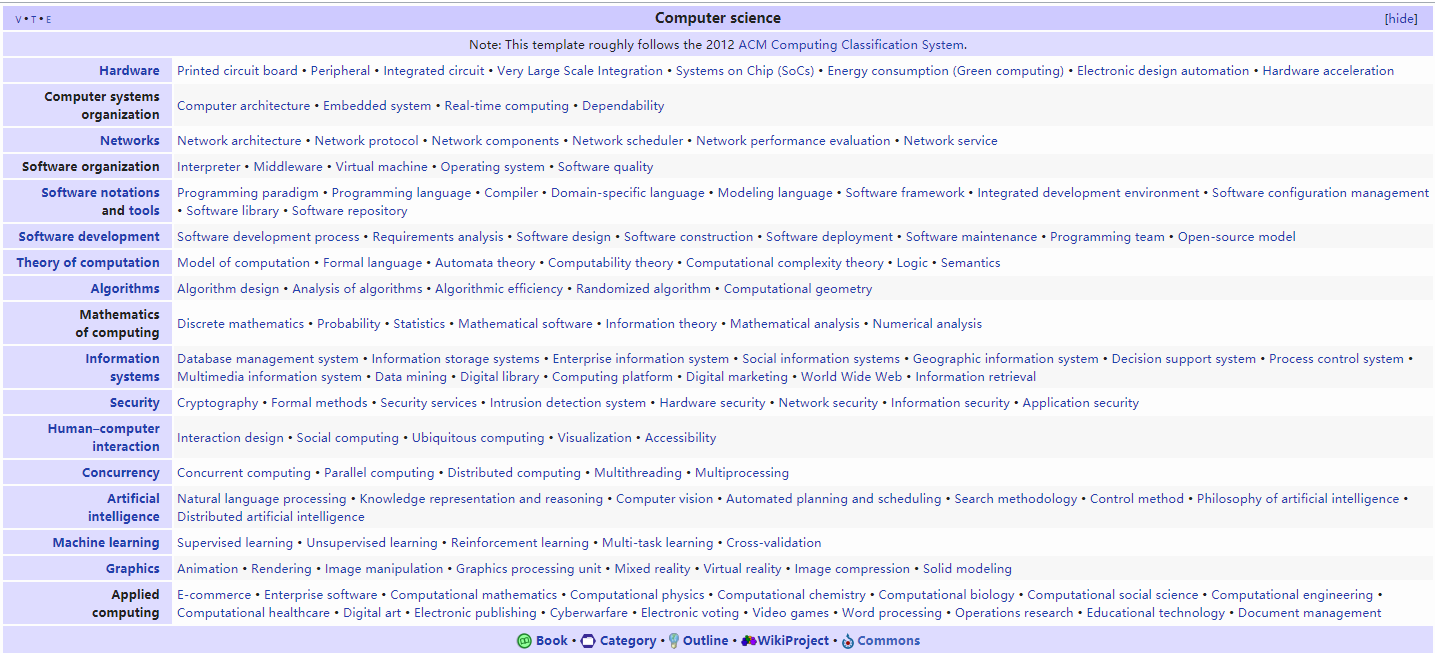 V • T • E Computer science [hide]
Note: This template roughly follows the 2012 ACM Computing Classification System.
Hardware Printed circuit board • Peripheral • Integrated circuit • Very Large Scale Integration • Systems on Chip (SoCs) • Energy consumption (Green computing) • Electronic design automation • Hardware acceleration
Computer systems
organization Computer architecture • Embedded system • Real-time computing • Dependability
Networks Network architecture • Network protocol • Network components • Network scheduler • Network performance evaluation • Network service
Software organization Interpreter • Middleware • Virtual machine • Operating system • Software quality
Software notations Programming paradigm • Programming language • Compiler • Domain-specific language • Modeling language • Software framework • Integrated development environment • Software configuration management
and tools • Software library • Software repository
Software development Software development process • Requirements analysis • Software design • Software construction • Software deployment • Software maintenance • Programming team • Open-source model
Theory of computation Model of computation • Formal language • Automata theory • Computability theory • Computational complexity theory • Logic • Semantics
Algorithms Algorithm design • Analysis of algorithms • Algorithmic efficiency • Randomized algorithm • Computational geometry
Mathematics
of computing Discrete mathematics • Probability • Statistics • Mathematical software • Information theory • Mathematical analysis • Numerical analysis
Information Database management system • Information storage systems • Enterprise information system • Social information systems • Geographic information system • Decision support system • Process control system •
systems Multimedia information system • Data mining • Digital library • Computing platform • Digital marketing • World Wide Web • Information retrieval
Security Cryptography • Formal methods • Security services • Intrusion detection system • Hardware security • Network security • Information security • Application security
Human–computer
interaction Interaction design • Social computing • Ubiquitous computing • Visualization • Accessibility
Concurrency Concurrent computing • Parallel computing • Distributed computing • Multithreading • Multiprocessing
Artificial Natural language processing • Knowledge representation and reasoning • Computer vision • Automated planning and scheduling • Search methodology • Control method • Philosophy of artificial intelligence •
intelligence Distributed artificial intelligence
Machine learning Supervised learning • Unsupervised learning • Reinforcement learning • Multi-task learning • Cross-validation
Graphics Animation • Rendering • Image manipulation • Graphics processing unit • Mixed reality • Virtual reality • Image compression • Solid modeling
Applied E-commerce • Enterprise software • Computational mathematics • Computational physics • Computational chemistry • Computational biology • Computational social science • Computational engineering •
computing Computational healthcare • Digital art • Electronic publishing • Cyberwarfare • Electronic voting • Video games • Word processing • Operations research • Educational technology • Document management
Book • Category • Outline • WikiProject • Commons